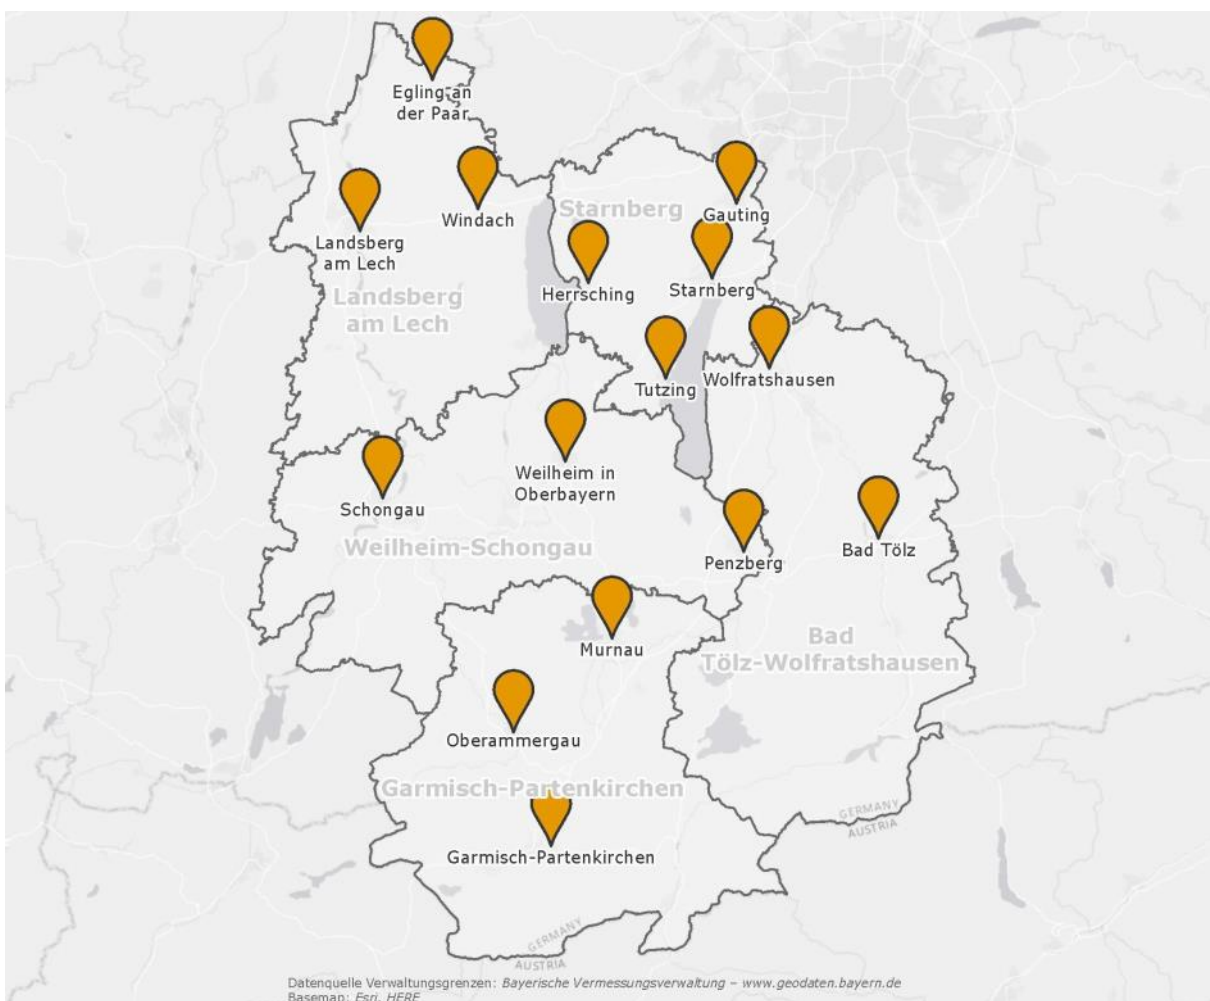 Egling an
der Paar
Windach
Landsberg
am Lech
Landsberg
am Lech
Starnberg
Gauting
Herrsching
Starnberg
Tutzing
Wolfratshausen
Weilheim in
Oberbayern
Schongau
Weilheim-Schongau
Penzberg
Bad Tölz
Murnau
Bad
Tölz-Wolfratshausen
Oberammergau
Garmisch-Partenkirchen
Garmisch-Partenkirchen
GERMANY
AUSTRIA
GERMANY
AUSTRIA
Datenquelle Verwaltungsgrenzen: Bayerische Vermessungsverwaltung – www.geodaten.bayern.de
Basemap: Esri, HERE